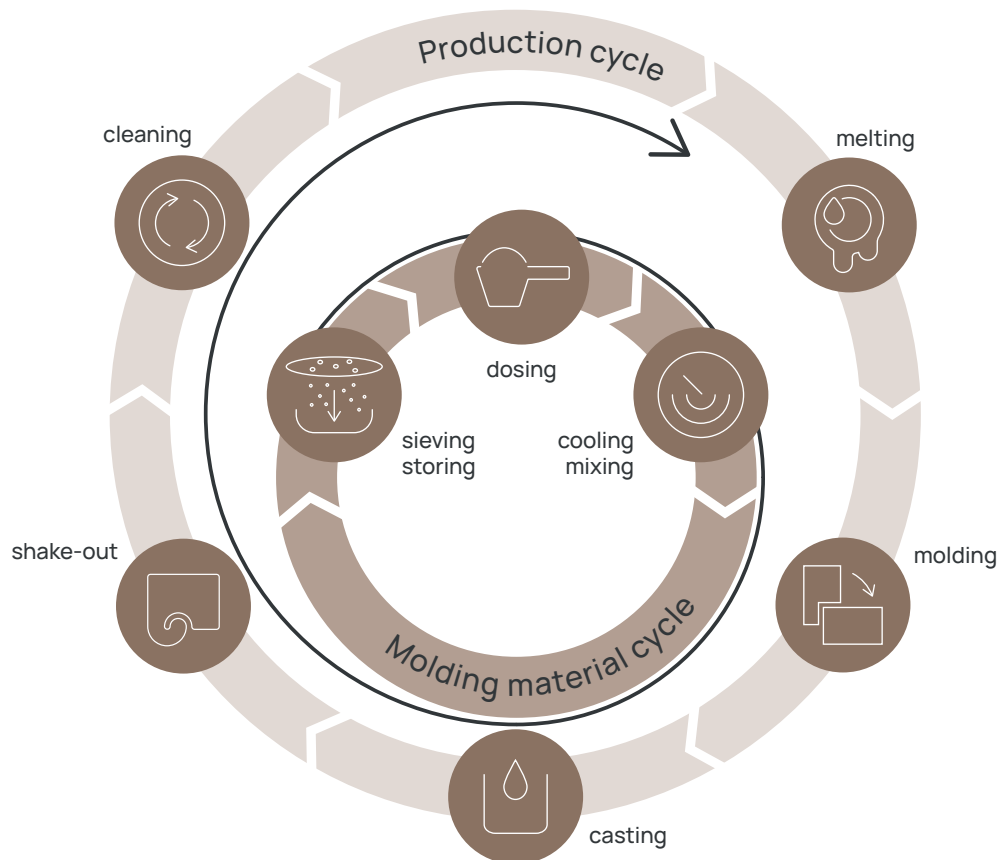 Production cycle
cleaning
melting
dosing
sieving
storing
cooling
mixing
shake-out
molding
Molding material cycle
casting